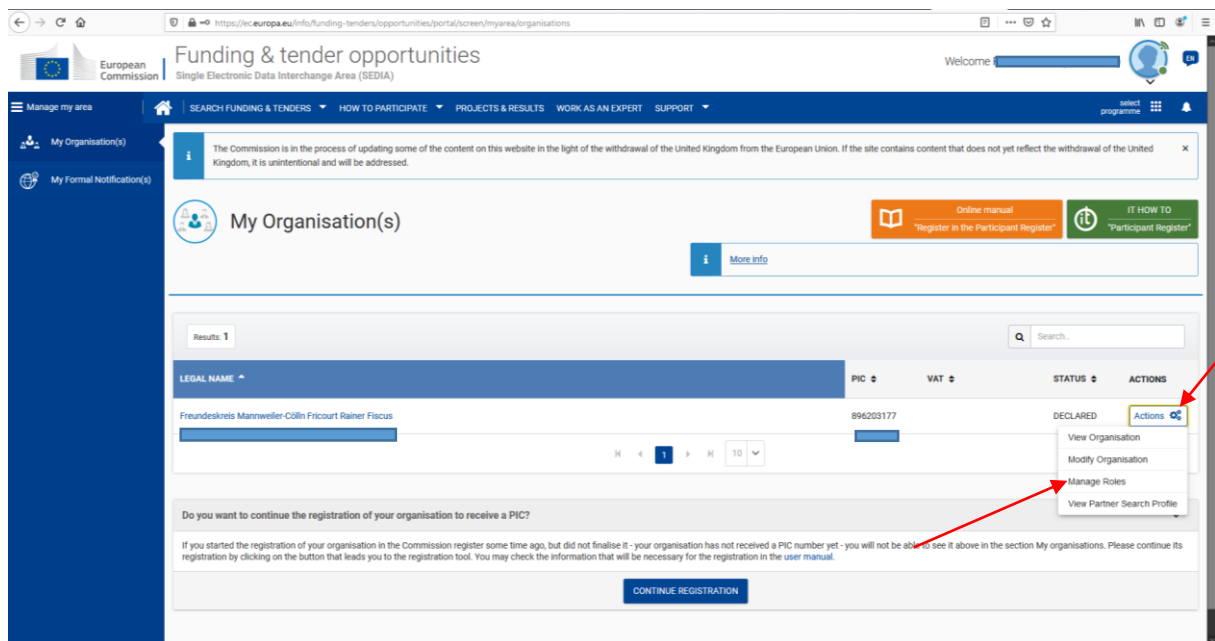 https://ec.europa.eu/info/funding-tenders/opportunities/portal/screen/myarea/organisations
European
Commission
Funding & tender opportunities
Single Electronic Data Interchange Area (SEDIA)
Welcome
EN
Manage my area
SEARCH FUNDING & TENDERS
HOW TO PARTICIPATE
PROJECTS & RESULTS
WORK AS AN EXPERT
SUPPORT
select
programme
My Organisation(s)
My Formal Notification(s)
The Commission is in the process of updating some of the content on this website in the light of the withdrawal of the United Kingdom from the European Union. If the site contains content that does not yet reflect the withdrawal of the United
Kingdom, it is unintentional and will be addressed.
My Organisation(s)
Online manual
"Register in the Participant Register"
IT HOW TO
"Participant Register"
More info
Results: 1
Search..
LEGAL NAME
PIC
VAT
STATUS
ACTIONS
Freundeskreis Mannweiler-Cölln Fricourt Rainer Fiscus
896203177
DECLARED
Actions
View Organisation
Modify Organisation
Manage Roles
View Partner Search Profile
1
10
Do you want to continue the registration of your organisation to receive a PIC?
If you started the registration of your organisation in the Commission register some time ago, but did not finalise it - your organisation has not received a PIC number yet - you will not be able to see it above in the section My organisations. Please continue its
registration by clicking on the button that leads you to the registration tool. You may check the information that will be necessary for the registration in the user manual.
CONTINUE REGISTRATION